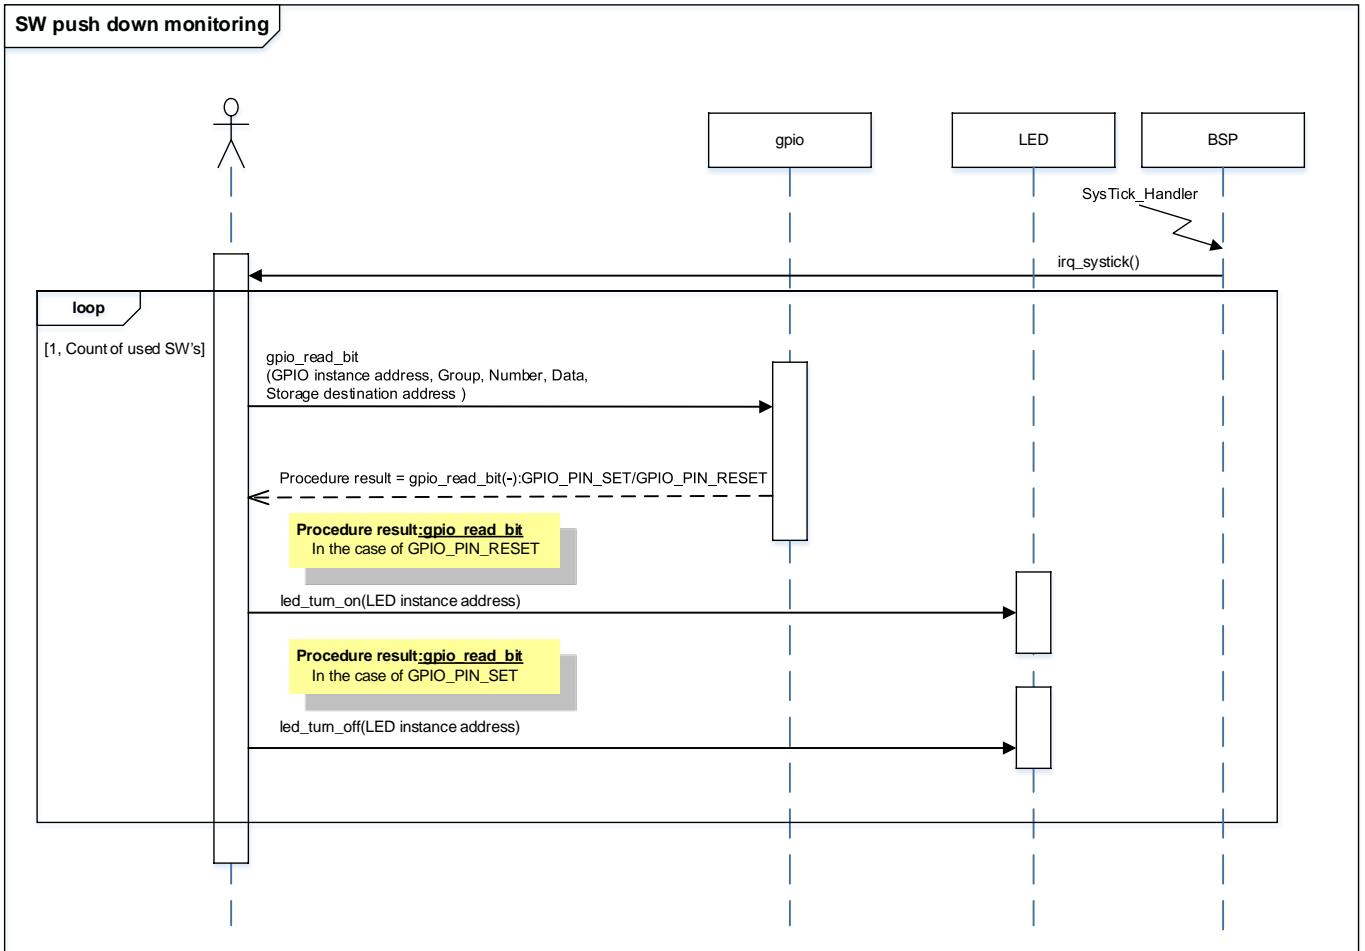 SW push down monitoring
gpio
LED
BSP
SysTick_Handler
irq_systick()
loop
[1, Count of used SW's]
gpio_read_bit
(GPIO instance address, Group, Number, Data,
Storage destination address )
Procedure result = gpio_read_bit(-):GPIO_PIN_SET/GPIO_PIN_RESET
Procedure result:gpio_read_bit
In the case of GPIO_PIN_RESET
led_turn_on(LED instance address)
Procedure result:gpio_read_bit
In the case of GPIO_PIN_SET
led_turn_off(LED instance address)